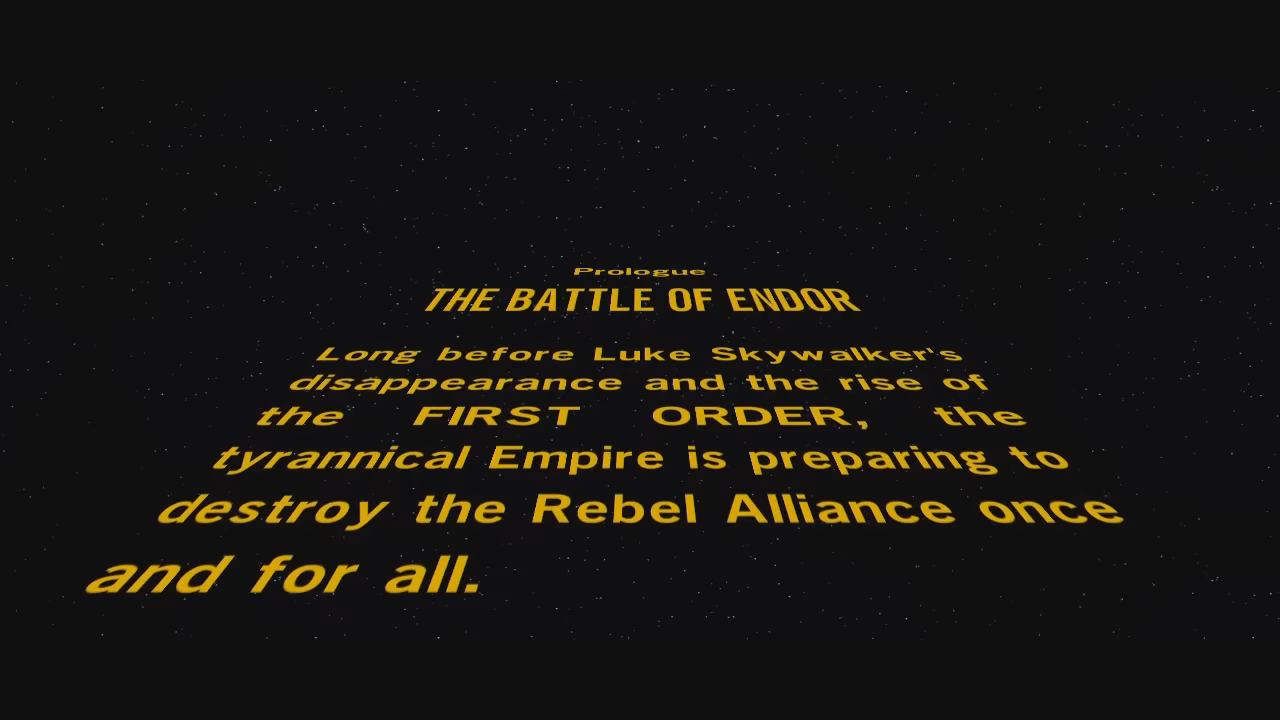 Prologue
THE BATTLE OF ENDOR
Long before Luke Skywalker's
disappearance and the rise of
the FIRST ORDER, the
tyrannical Empire is preparing to
destroy the Rebel Alliance once
and for all.